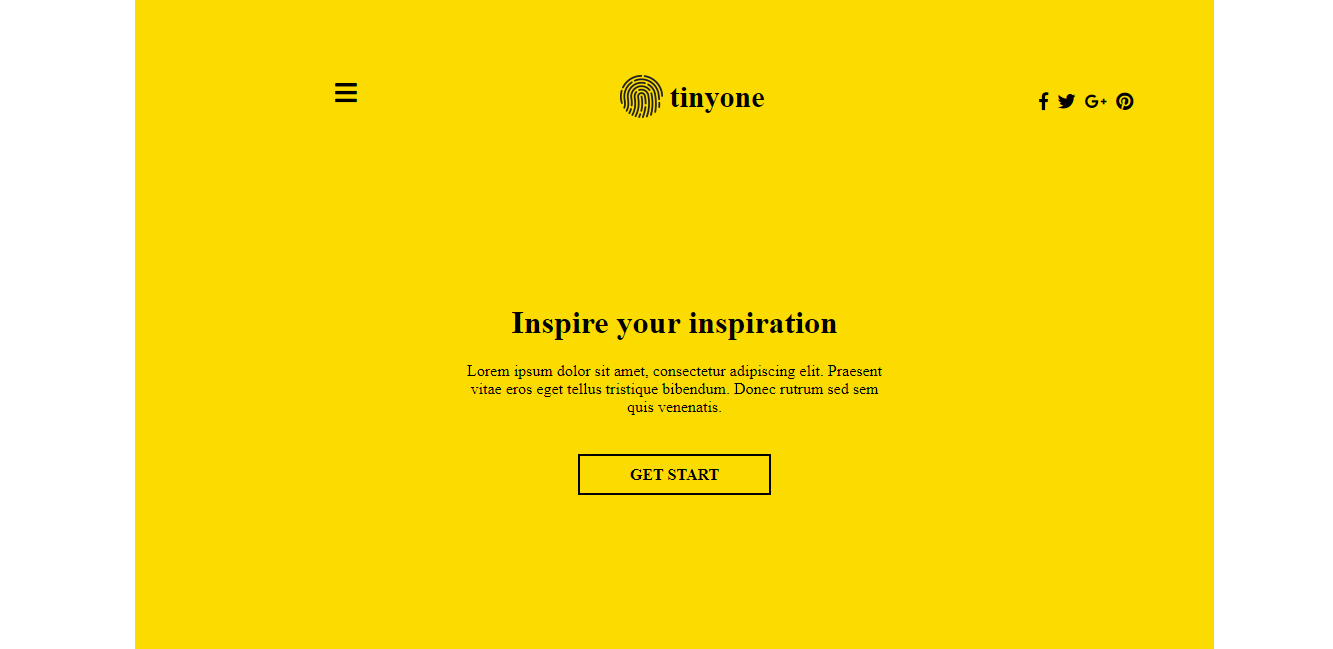 tinyone
Inspire your inspiration
Lorem ipsum dolor sit amet, consectetur adipiscing elit. Praesent
vitae eros eget tellus tristique bibendum. Donec rutrum sed sem
quis venenatis.
GET START